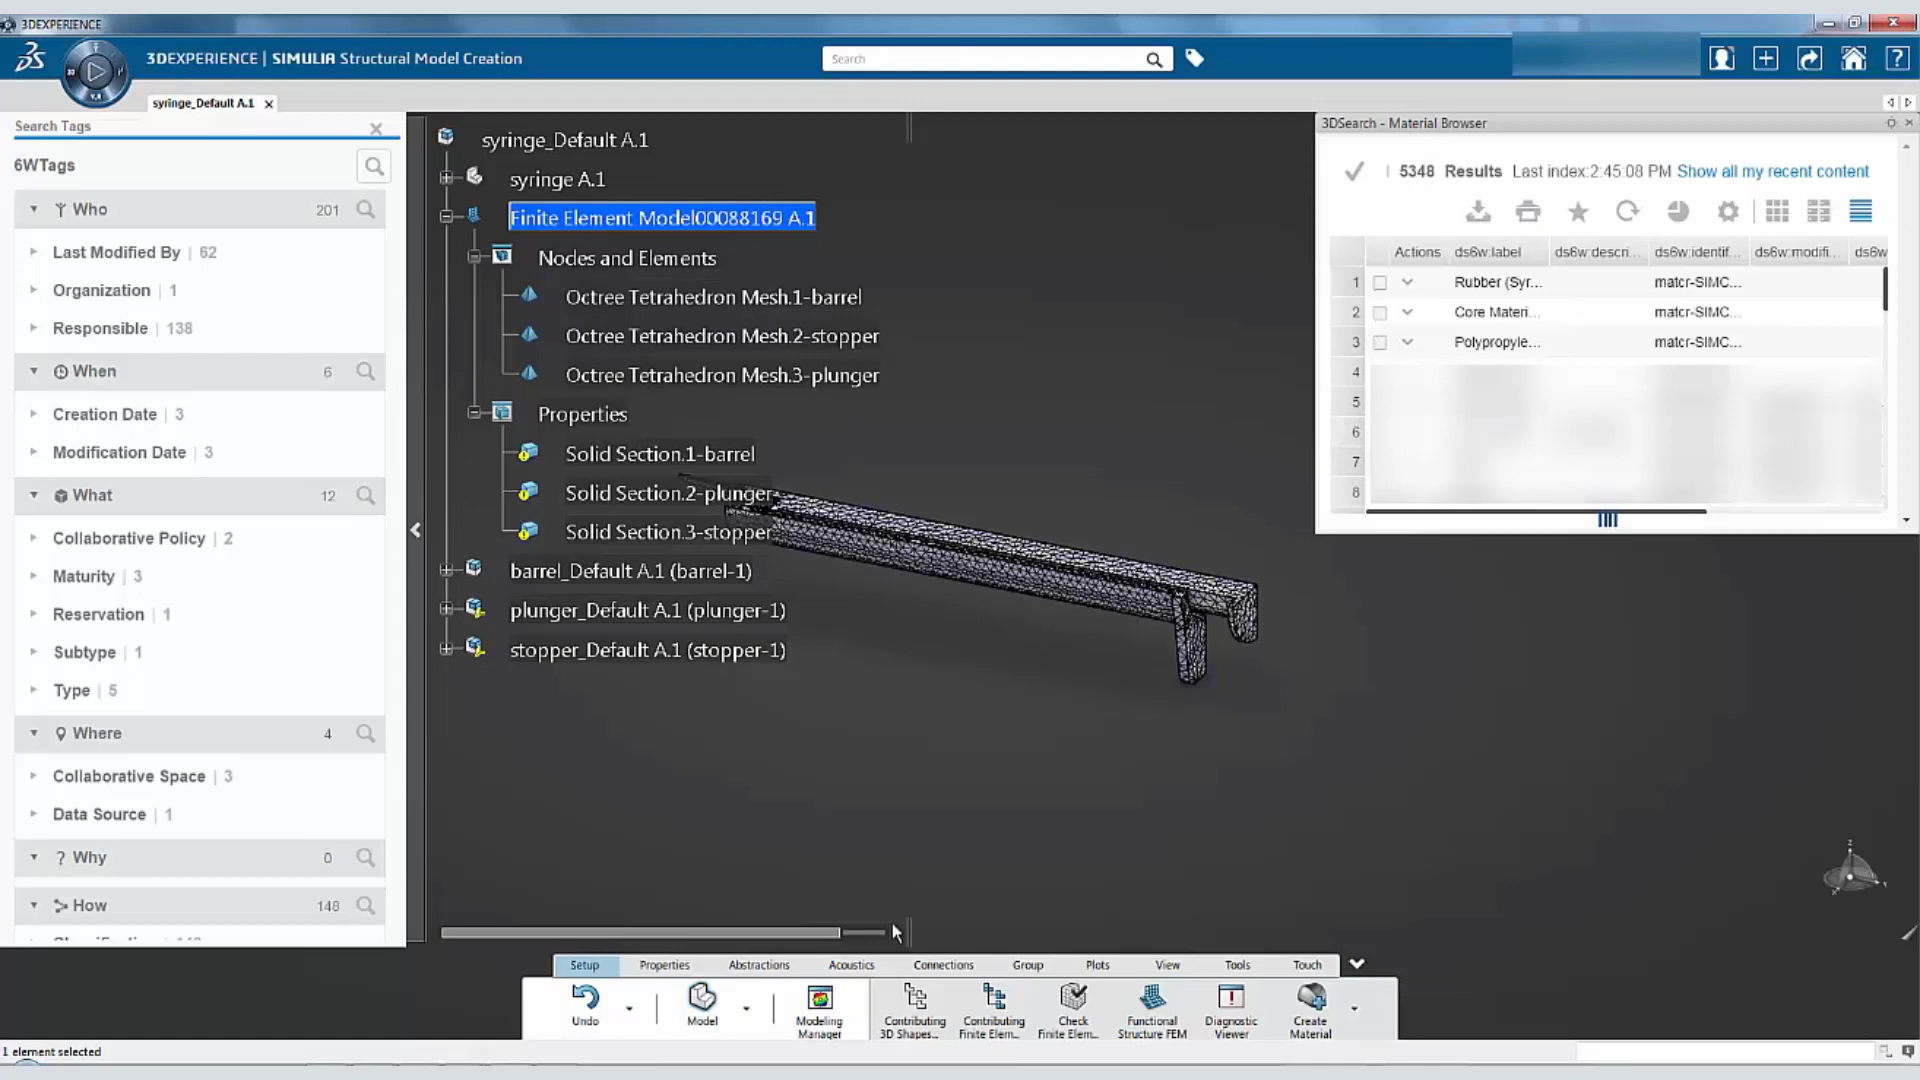 3DEXPERIENCE
3DEXPERIENCE | SIMULIA Structural Model Creation
Search
syringe_Default A.1
Search Tags
6WTags
Who 201
Last Modified By | 62
Organization | 1
Responsible | 138
When 6
Creation Date | 3
Modification Date | 3
What 12
Collaborative Policy | 2
Maturity | 3
Reservation | 1
Subtype | 1
Type | 5
Where 4
Collaborative Space | 3
Data Source | 1
? Why 0
How 148
syringe_Default A.1
syringe A.1
Finite Element Model00088169 A.1
Nodes and Elements
Octree Tetrahedron Mesh.1-barrel
Octree Tetrahedron Mesh.2-stopper
Octree Tetrahedron Mesh.3-plunger
Properties
Solid Section.1-barrel
Solid Section.2-plunger
Solid Section.3-stopper
barrel_Default A.1 (barrel-1)
plunger_Default A.1 (plunger-1)
stopper_Default A.1 (stopper-1)
3DSearch - Material Browser
5348 Results Last index:2:45:08 PM Show all my recent content
Actions ds6w:label ds6w:descri... ds6w:identif... ds6w:modifi... ds6w
1 Rubber (Syr... matcr-SIMC...
2 Core Materi... matcr-SIMC...
3 Polypropyle... matcr-SIMC...
4
5
6
7
8
Setup Properties Abstractions Acoustics Connections Group Plots View Tools Touch
Undo
Model
Modeling
Manager
Contributing
3D Shapes...
Contributing
Finite Elem...
Check
Finite Elem...
Functional
Structure FEM
Diagnostic
Viewer
Create
Material
1 element selected